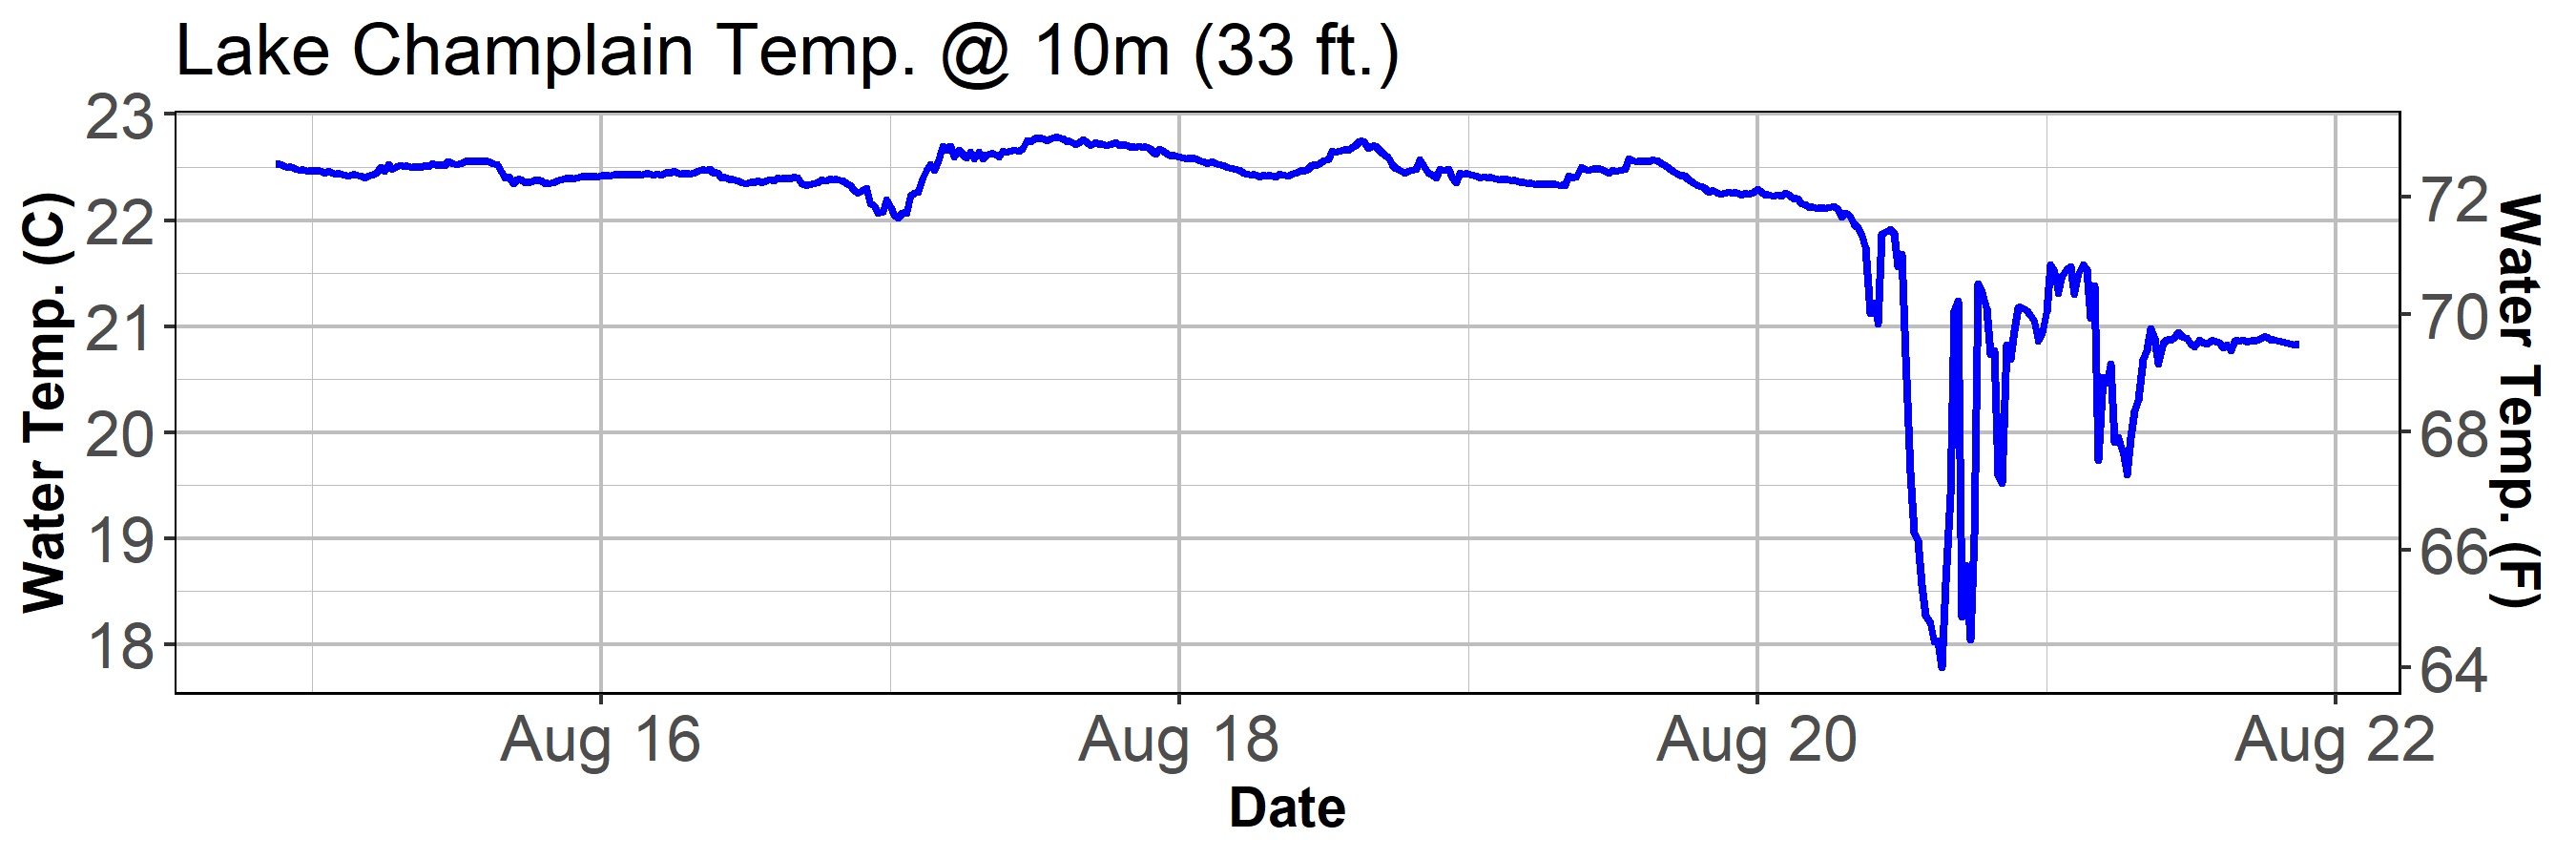 Lake Champlain Temp. @ 10m (33 ft.)
Water Temp. (C)
23
22
21
20
19
18
72
70
68
66
64
Water Temp. (F)
Aug 16
Aug 18
Aug 20
Aug 22
Date